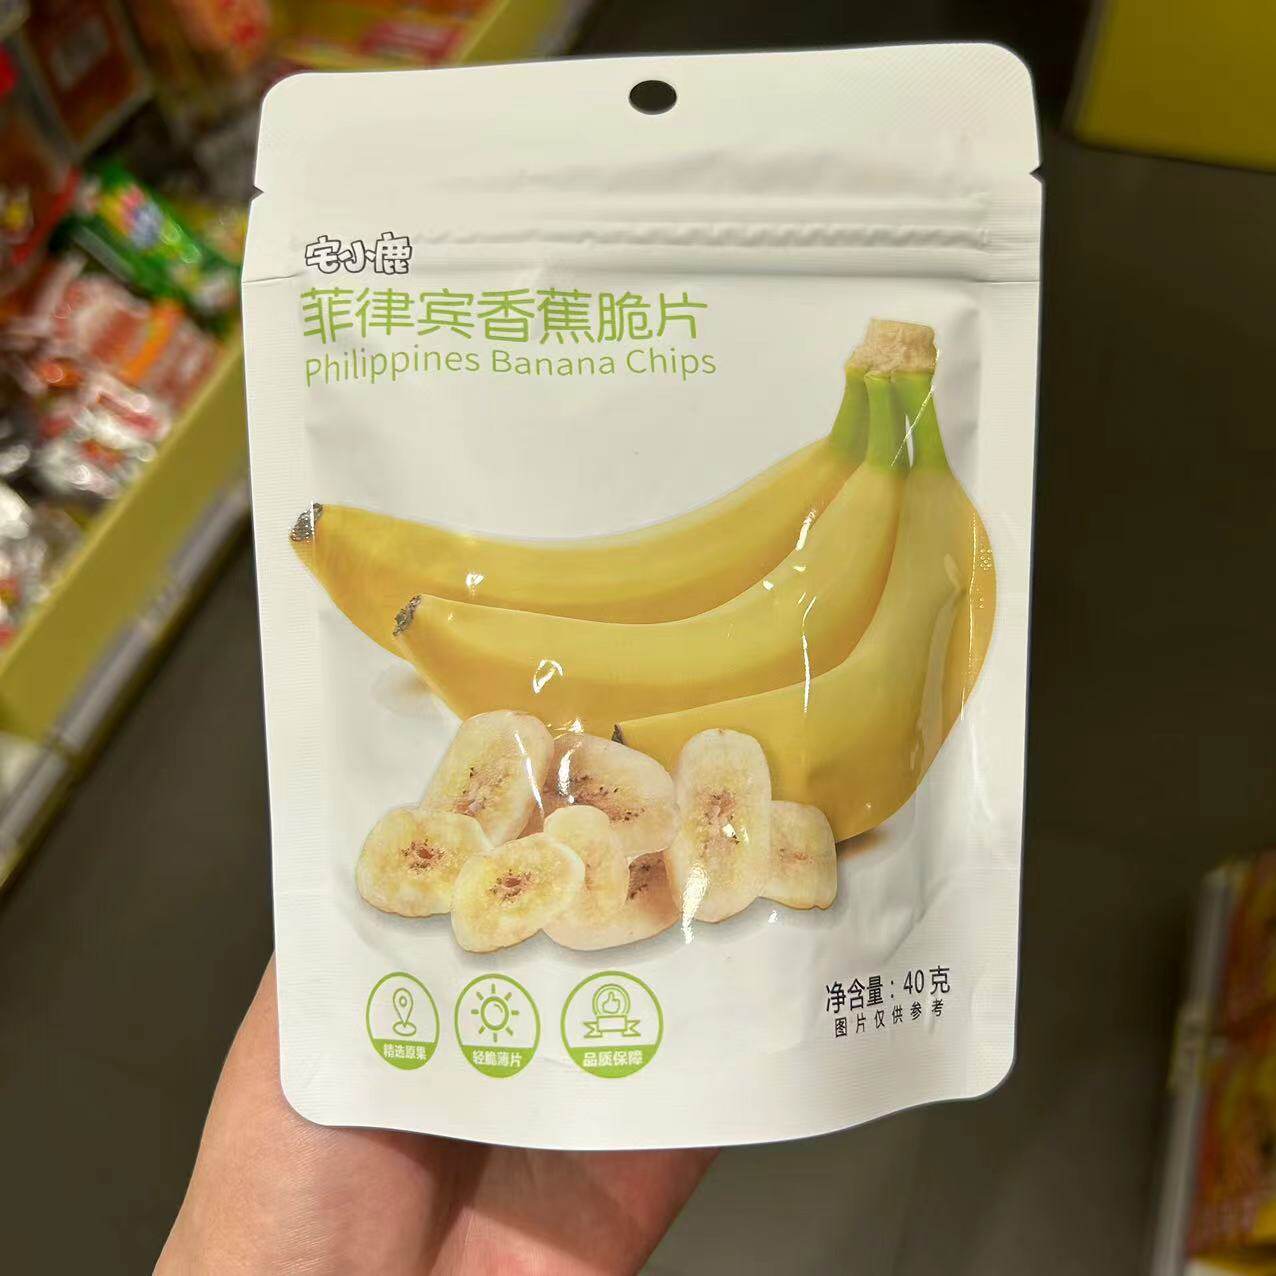 宅小鹿
菲律宾香蕉脆片
Philippines Banana Chips
净含量：40克
图片仅供参考
精选原集
轻脆薄片
品质保障